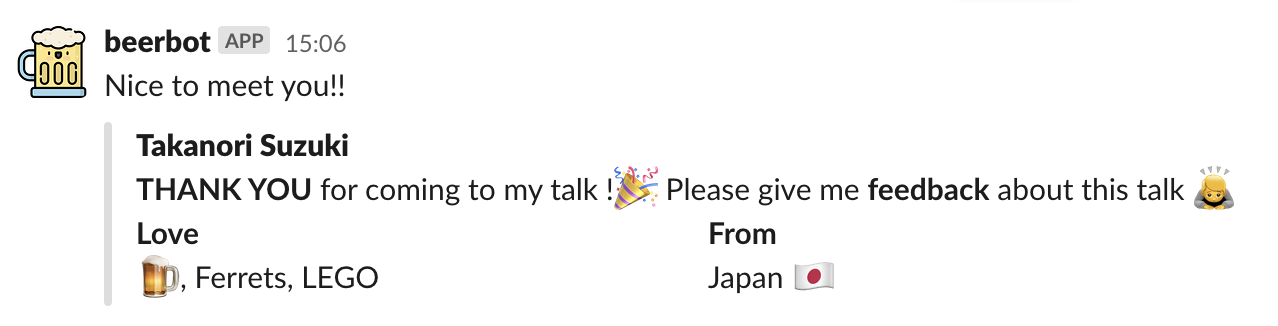 beerbot APP 15:06
Nice to meet you!!
Takanori Suzuki
THANK YOU for coming to my talk !🎉 Please give me feedback about this talk 🙇
Love From
🍺, Ferrets, LEGO Japan 🇯🇵